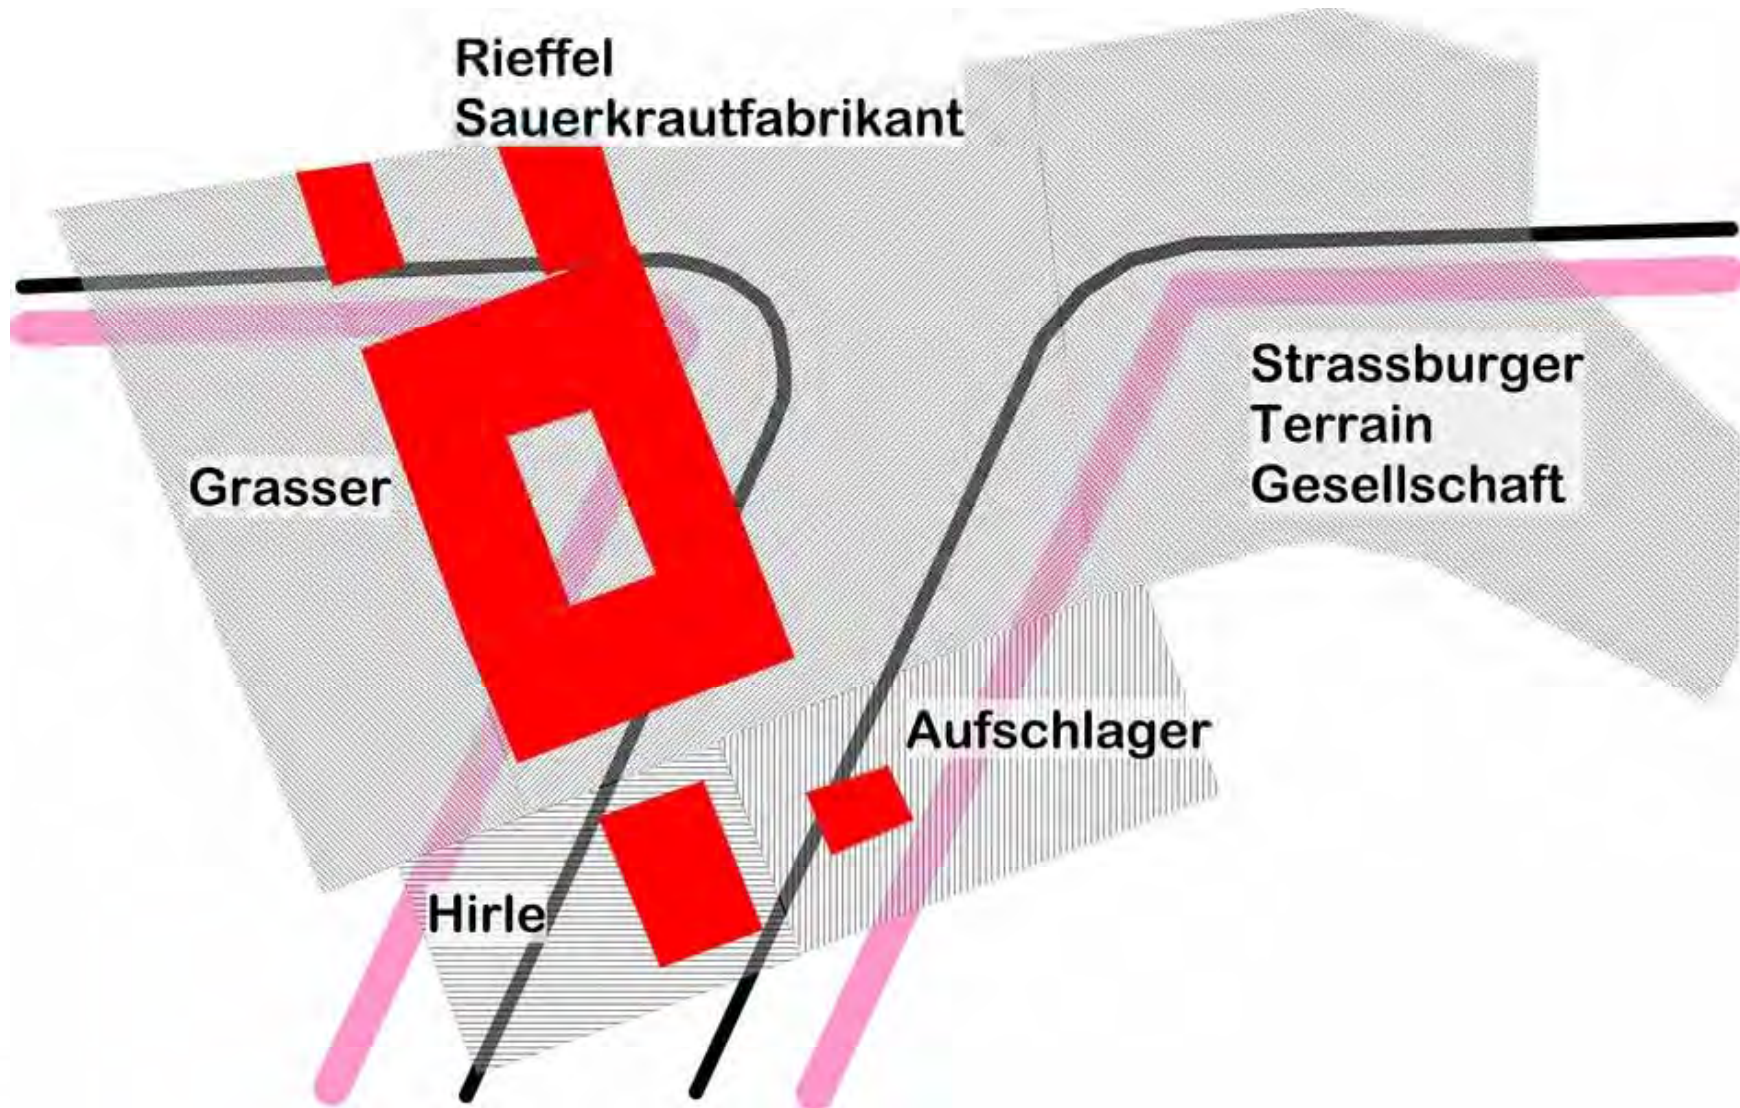 Rieffel
Sauerkrautfabrikant
Strassburger
Terrain
Gesellschaft
Grasser
Aufschlager
Hirle